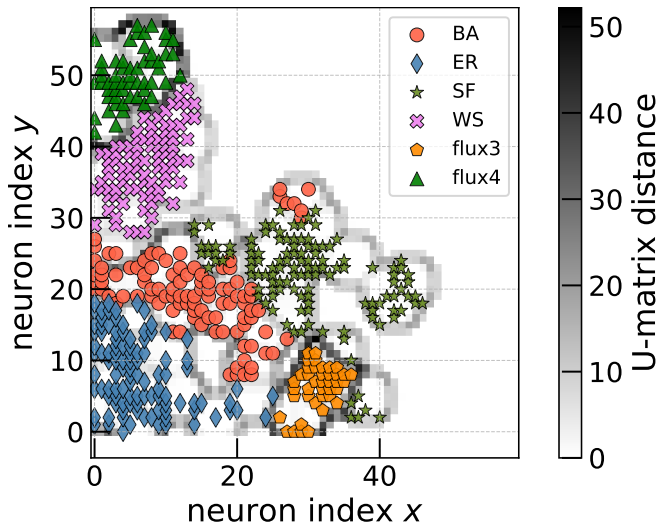 BA
ER
SF
WS
flux3
flux4
50
40
30
20
10
0
neuron index y
0
20
40
neuron index x
50
40
30
20
10
0
U-matrix distance